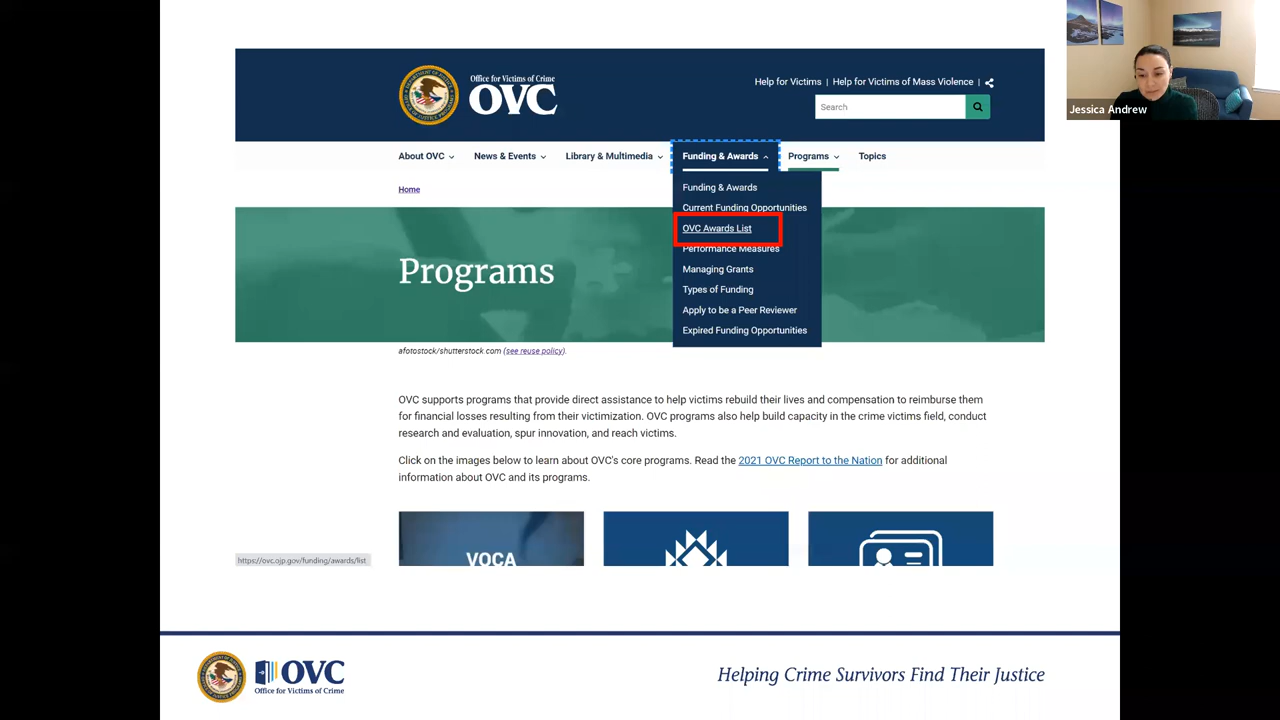 Office for Victims of Crime
OVC
Help for Victims | Help for Victims of Mass Violence |
Search
Jessica Andrew
About OVC News & Events Library & Multimedia Funding & Awards Programs Topics
Home
Funding & Awards
Current Funding Opportunities
OVC Awards List
Performance Measures
Managing Grants
Types of Funding
Apply to be a Peer Reviewer
Expired Funding Opportunities
Programs
afotostock/shutterstock.com (see reuse policy).
OVC supports programs that provide direct assistance to help victims rebuild their lives and compensation to reimburse them
for financial losses resulting from their victimization. OVC programs also help build capacity in the crime victims field, conduct
research and evaluation, spur innovation, and reach victims.
Click on the images below to learn about OVC's core programs. Read the 2021 OVC Report to the Nation for additional
information about OVC and its programs.
VOCA
https://ovc.ojp.gov/funding/awards/list
OVC
Office for Victims of Crime
Helping Crime Survivors Find Their Justice